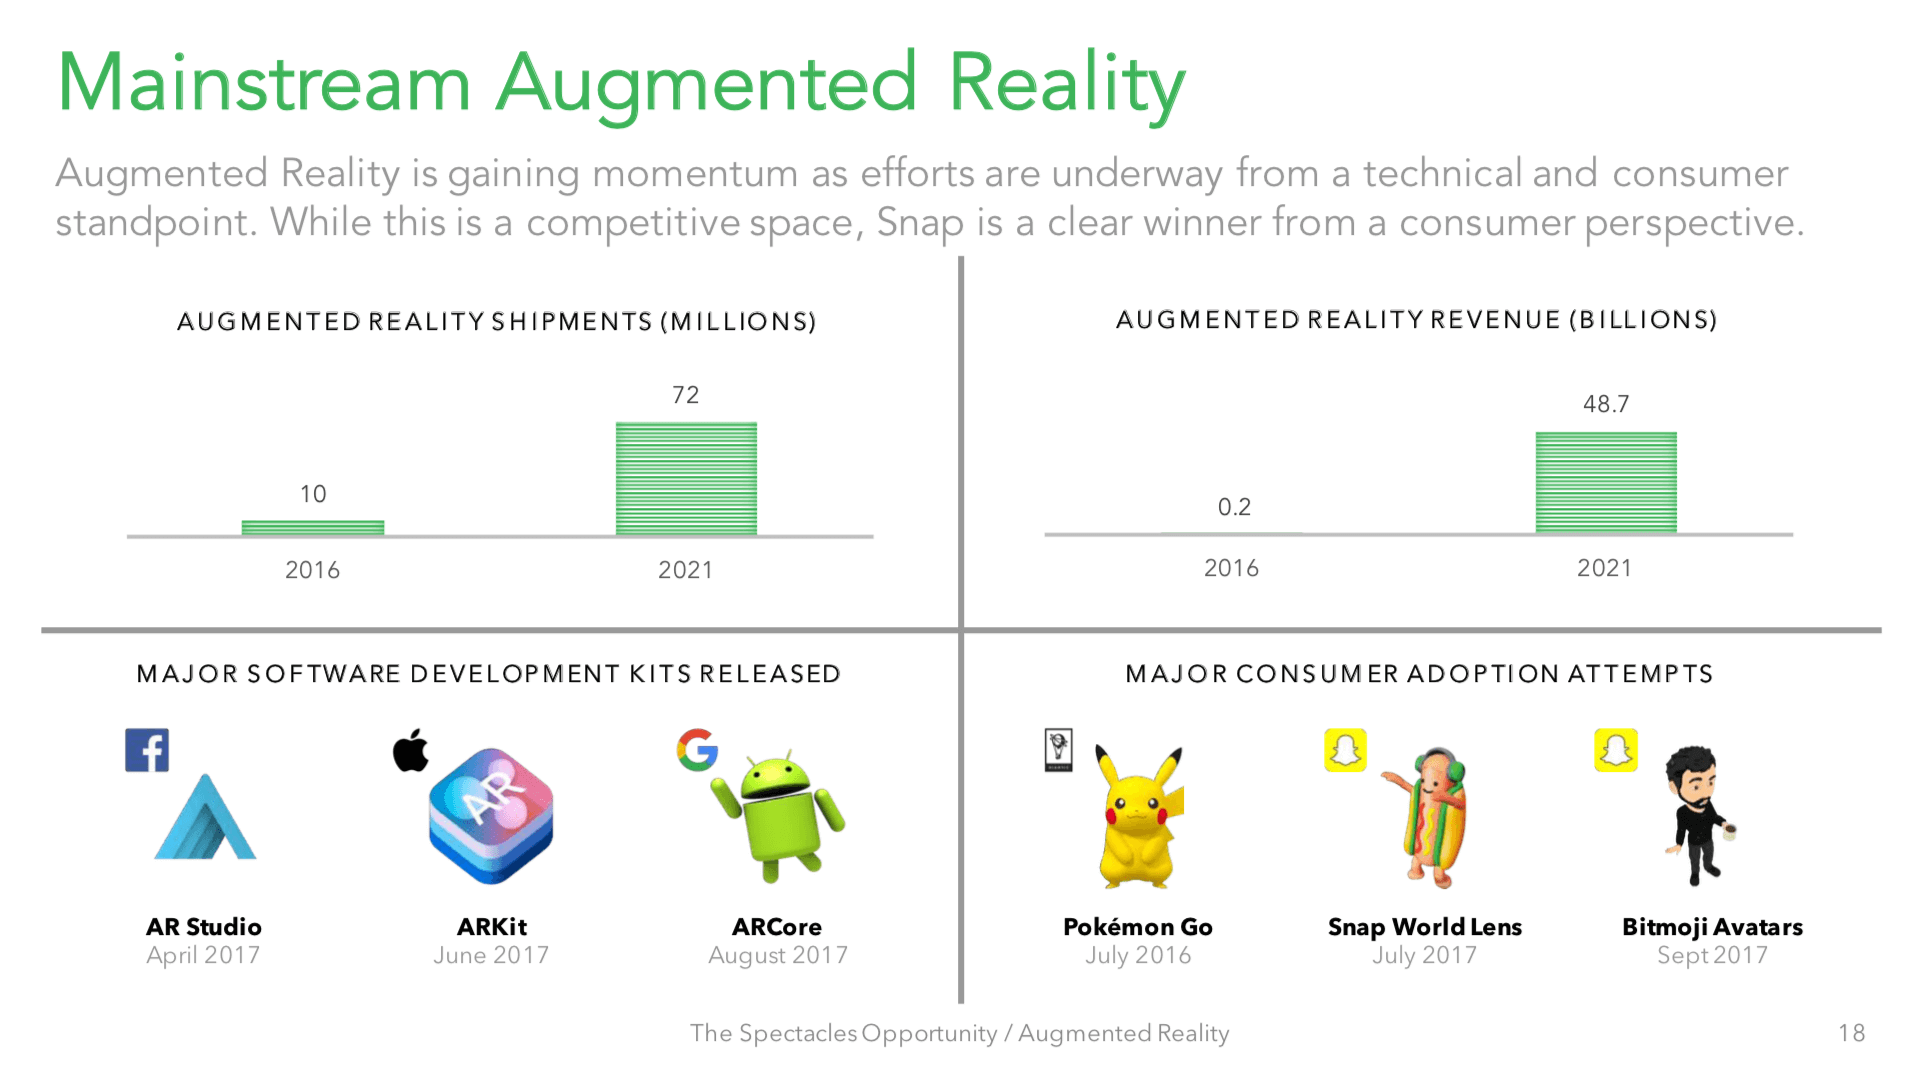 Mainstream Augmented Reality
Augmented Reality is gaining momentum as efforts are underway from a technical and consumer
standpoint. While this is a competitive space, Snap is a clear winner from a consumer perspective.
AUGMENTED REALITY SHIPMENTS (MILLIONS)
72
10
2016
2021
AUGMENTED REALITY REVENUE (BILLIONS)
48.7
0.2
2016
2021
MAJOR SOFTWARE DEVELOPMENT KITS RELEASED
AR
AR Studio
April 2017
ARKit
June 2017
ARCore
August 2017
MAJOR CONSUMER ADOPTION ATTEMPTS
Pokémon Go
July 2016
Snap World Lens
July 2017
Bitmoji Avatars
Sept 2017
The Spectacles Opportunity / Augmented Reality
18